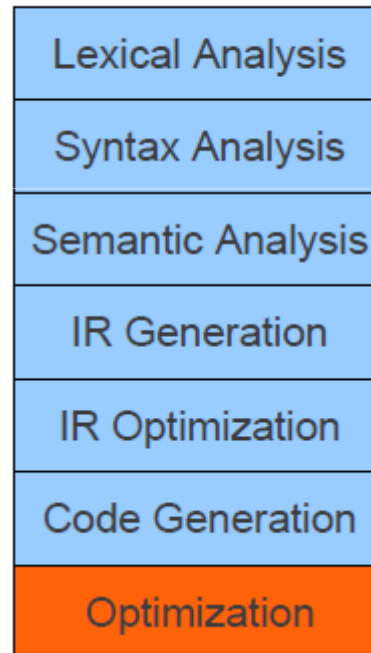 Lexical Analysis
Syntax Analysis
Semantic Analysis
IR Generation
IR Optimization
Code Generation
Optimization